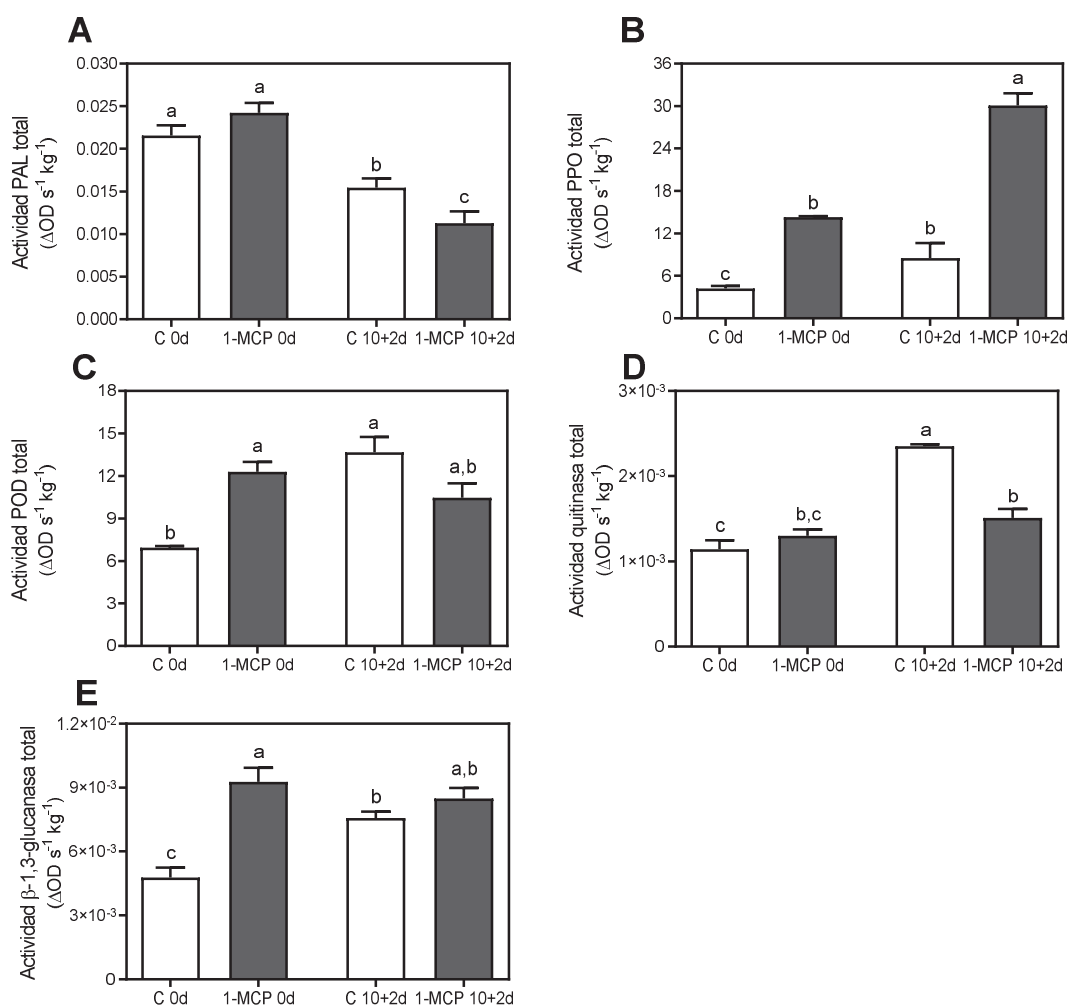 A
Actividad PAL total
(ΔOD s⁻¹ kg⁻¹)
0.030
0.025
0.020
0.015
0.010
0.005
0.000
a
a
b
c
C 0d
1-MCP 0d
C 10+2d
1-MCP 10+2d
B
Actividad PPO total
(ΔOD s⁻¹ kg⁻¹)
36
30
24
18
12
6
0
c
b
b
a
C 0d
1-MCP 0d
C 10+2d
1-MCP 10+2d
C
Actividad POD total
(ΔOD s⁻¹ kg⁻¹)
18
15
12
9
6
3
0
b
a
a
a,b
C 0d
1-MCP 0d
C 10+2d
1-MCP 10+2d
D
Actividad quitinasa total
(ΔOD s⁻¹ kg⁻¹)
3×10⁻³
2×10⁻³
1×10⁻³
0
c
b,c
a
b
C 0d
1-MCP 0d
C 10+2d
1-MCP 10+2d
E
Actividad β-1,3-glucanasa total
(ΔOD s⁻¹ kg⁻¹)
1.2×10⁻²
9×10⁻³
6×10⁻³
3×10⁻³
0
c
a
b
a,b
C 0d
1-MCP 0d
C 10+2d
1-MCP 10+2d